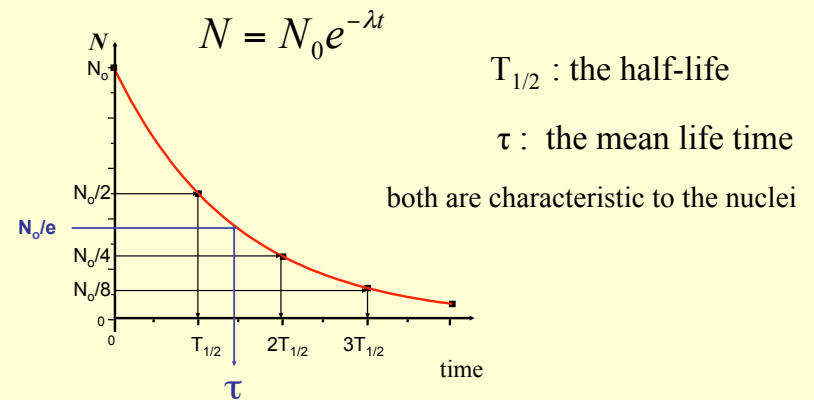 N = N₀e^−λt
N
Nₒ
T₁/₂ : the half-life
τ : the mean life time
Nₒ/2
both are characteristic to the nuclei
Nₒ/e
Nₒ/4
Nₒ/8
0
0 T₁/₂ 2T₁/₂ 3T₁/₂
time
τ